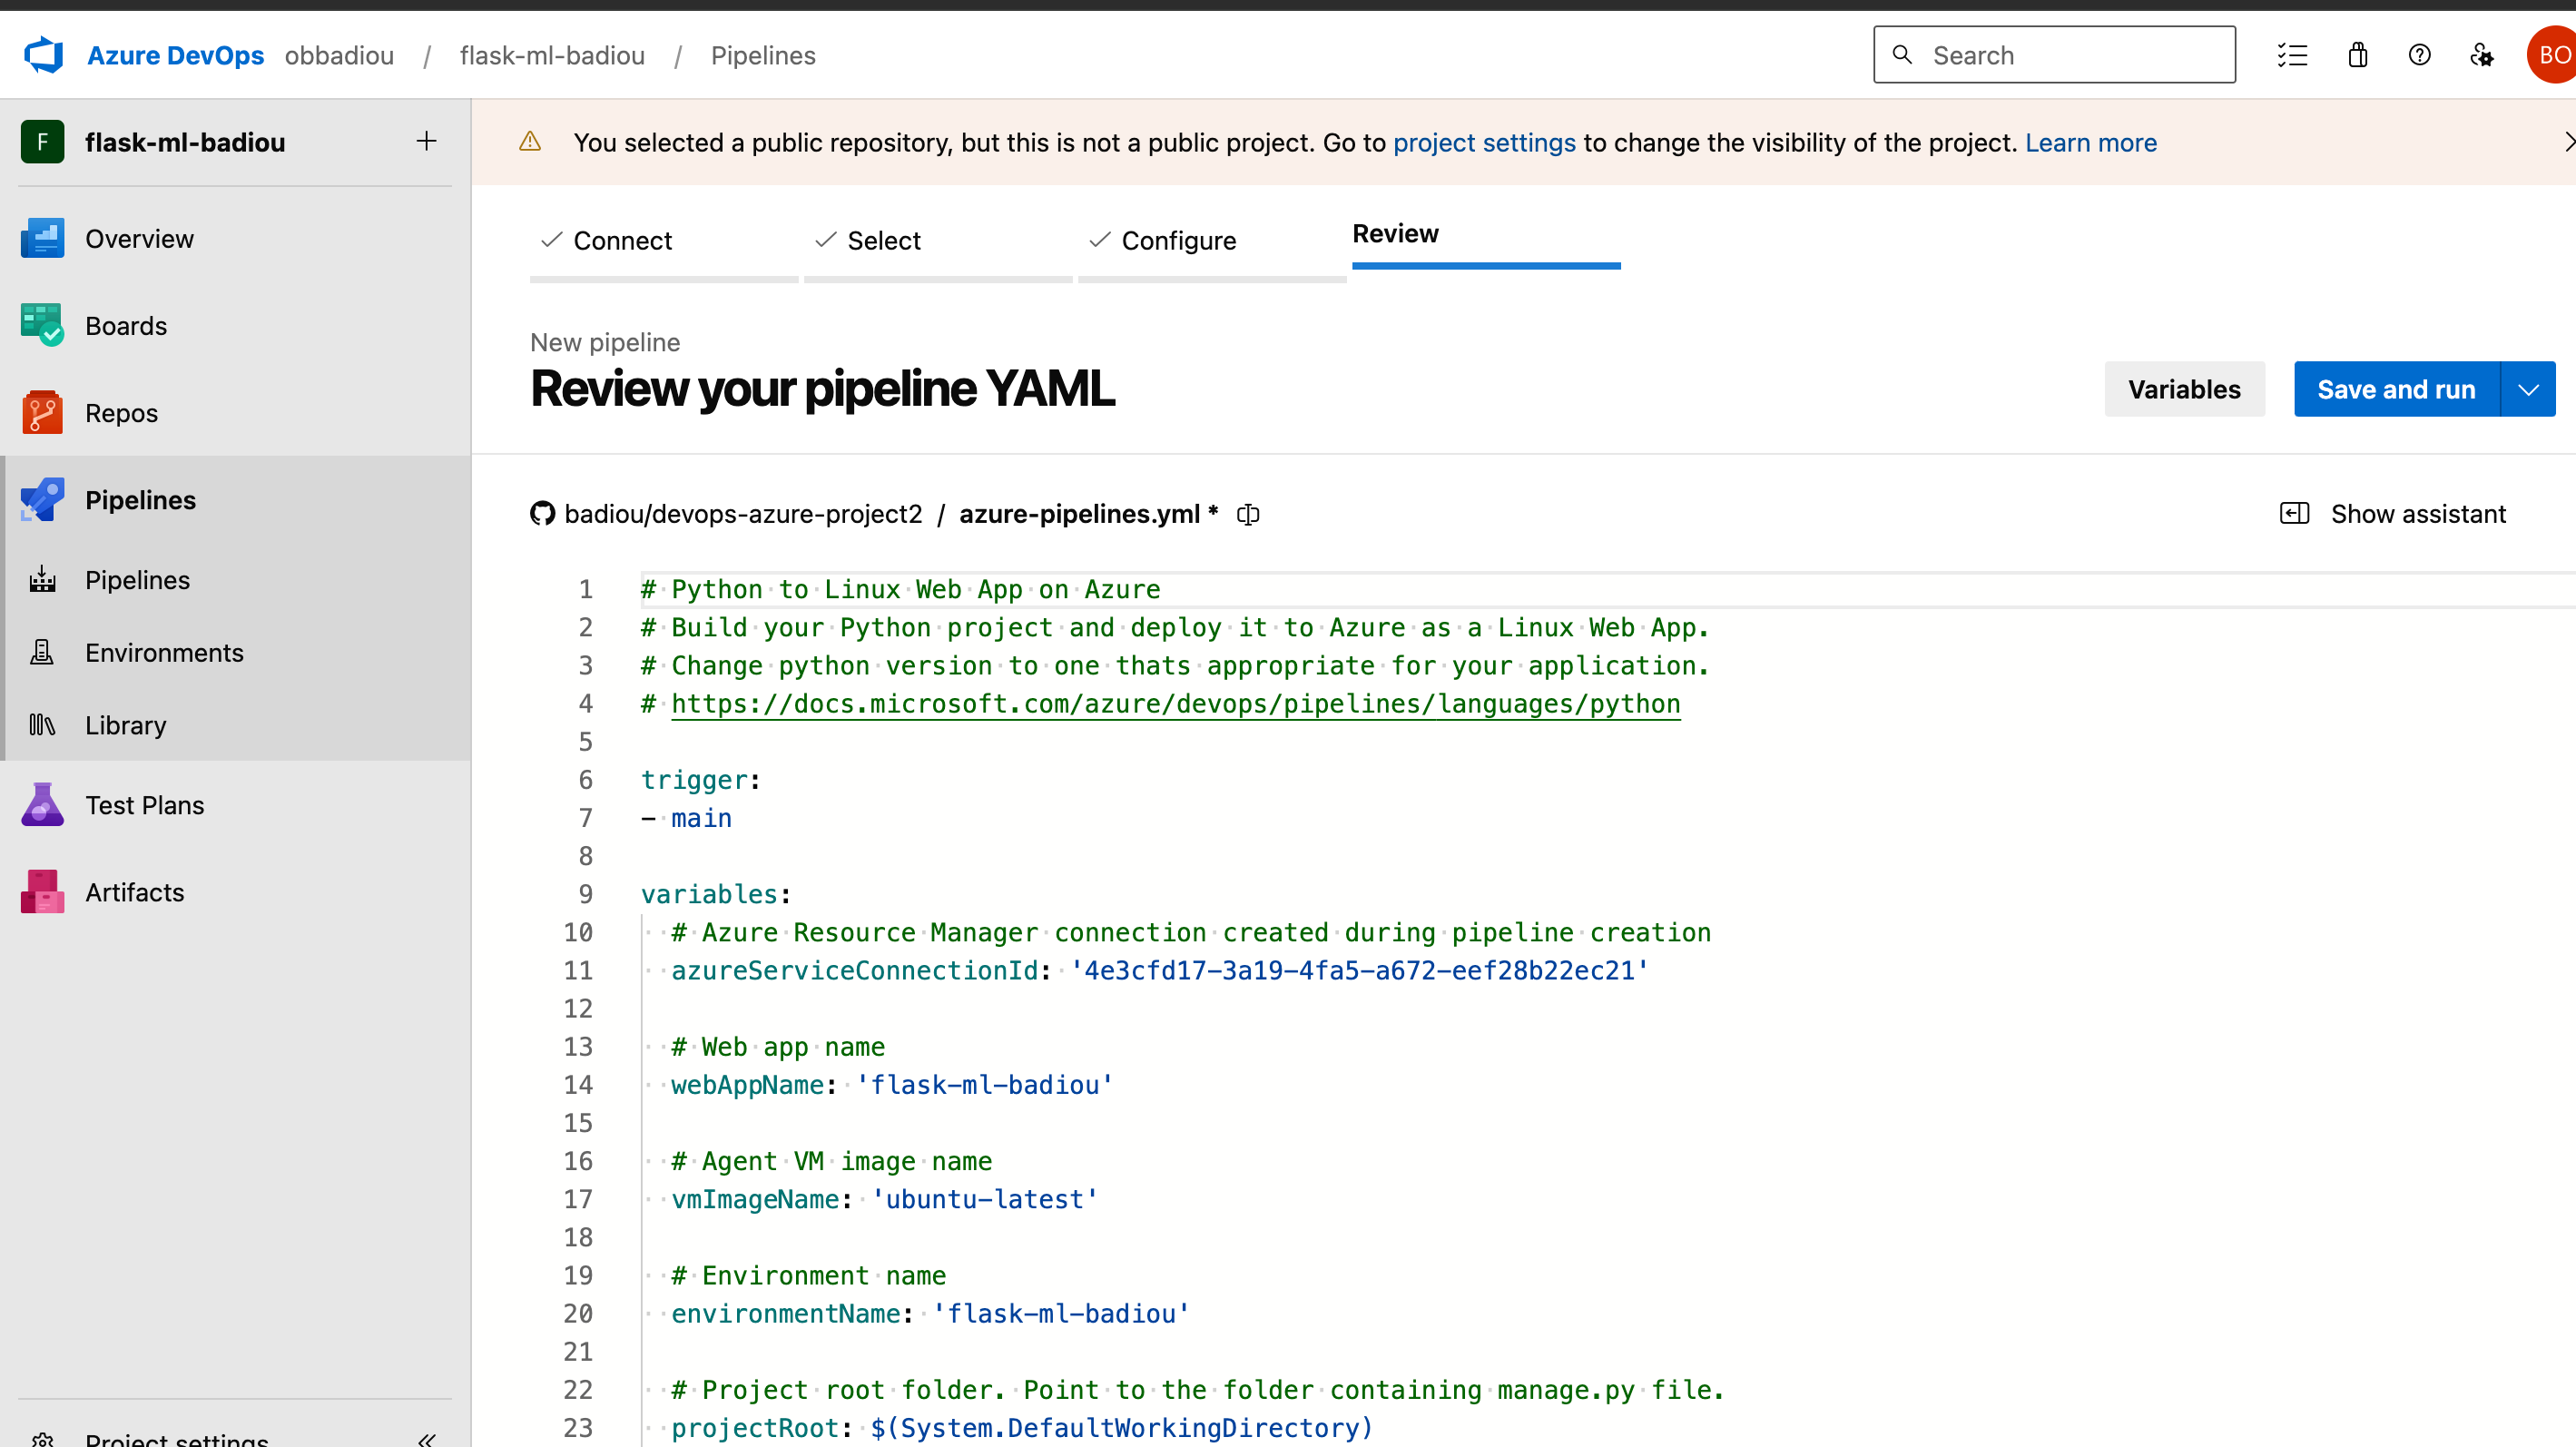 Azure DevOps obbadiou / flask-ml-badiou / Pipelines
Search
BO
F flask-ml-badiou
Overview
Boards
Repos
Pipelines
Pipelines
Environments
Library
Test Plans
Artifacts
Project settings
You selected a public repository, but this is not a public project. Go to project settings to change the visibility of the project. Learn more
Connect
Select
Configure
Review
New pipeline
Review your pipeline YAML
Variables
Save and run
badiou/devops-azure-project2 / azure-pipelines.yml *
Show assistant
1 # Python to Linux Web App on Azure
2 # Build your Python project and deploy it to Azure as a Linux Web App.
3 # Change python version to one thats appropriate for your application.
4 # https://docs.microsoft.com/azure/devops/pipelines/languages/python
5
6 trigger:
7 - main
8
9 variables:
10 # Azure Resource Manager connection created during pipeline creation
11 azureServiceConnectionId: '4e3cfd17-3a19-4fa5-a672-eef28b22ec21'
12
13 # Web app name
14 webAppName: 'flask-ml-badiou'
15
16 # Agent VM image name
17 vmImageName: 'ubuntu-latest'
18
19 # Environment name
20 environmentName: 'flask-ml-badiou'
21
22 # Project root folder. Point to the folder containing manage.py file.
23 projectRoot: $(System.DefaultWorkingDirectory)